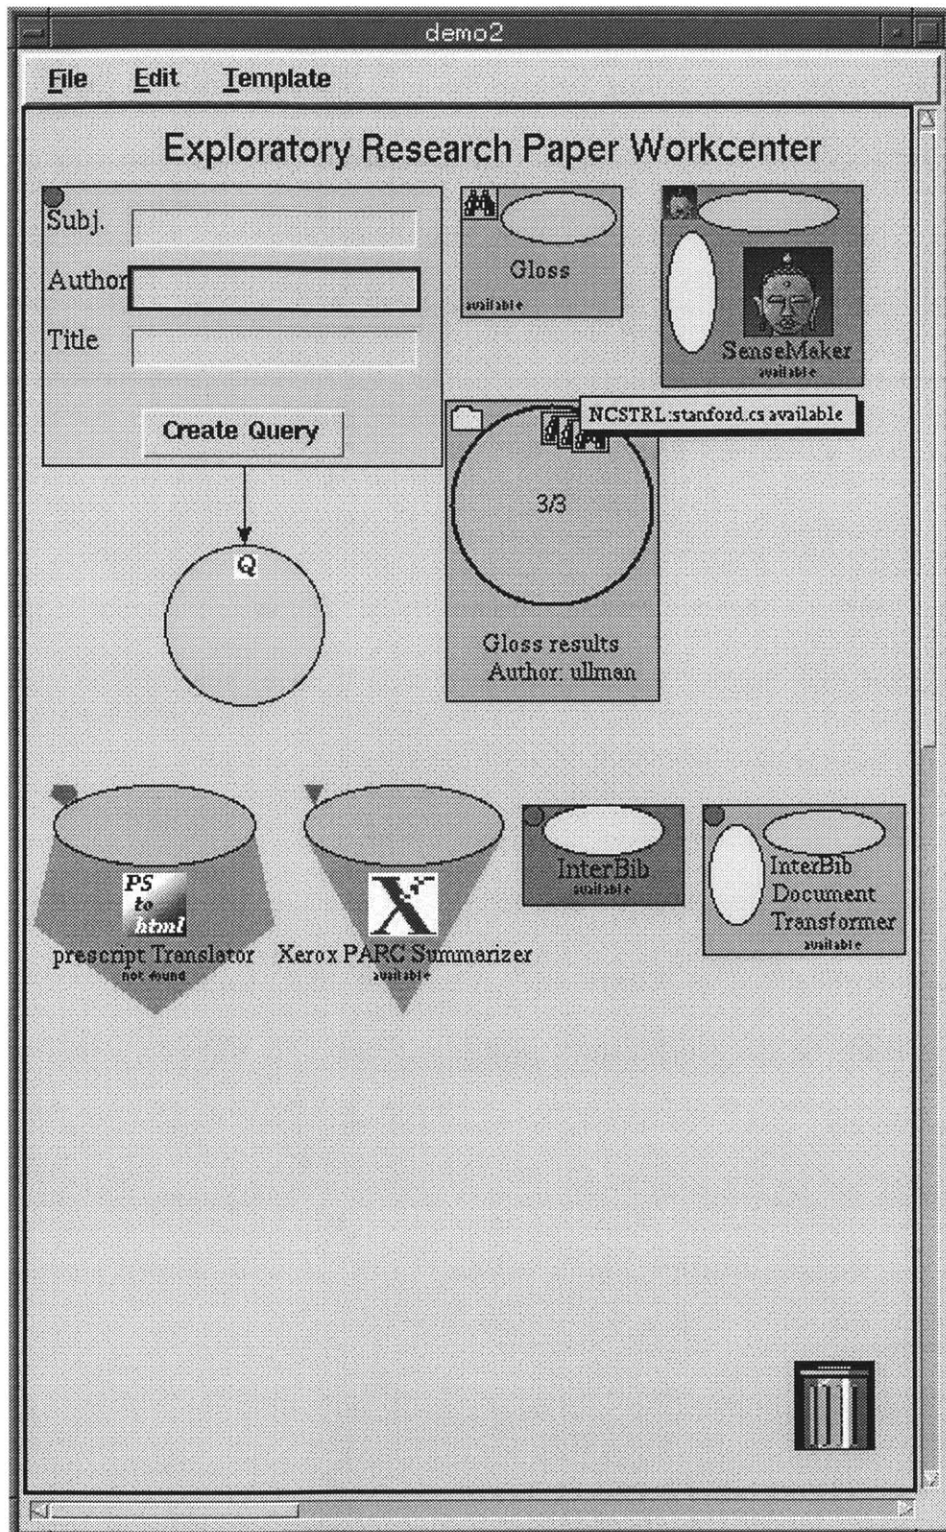 demo2
File Edit Template
Exploratory Research Paper Workcenter
Subj.
Author
Title
Create Query
Q
Gloss
available
SenseMaker
available
NCSTRL:stanford.cs available
3/3
Gloss results
Author: ullman
PS
to
html
prescript Translator
not found
X
Xerox PARC Summarizer
available
InterBib
available
InterBib
Document
Transformer
available